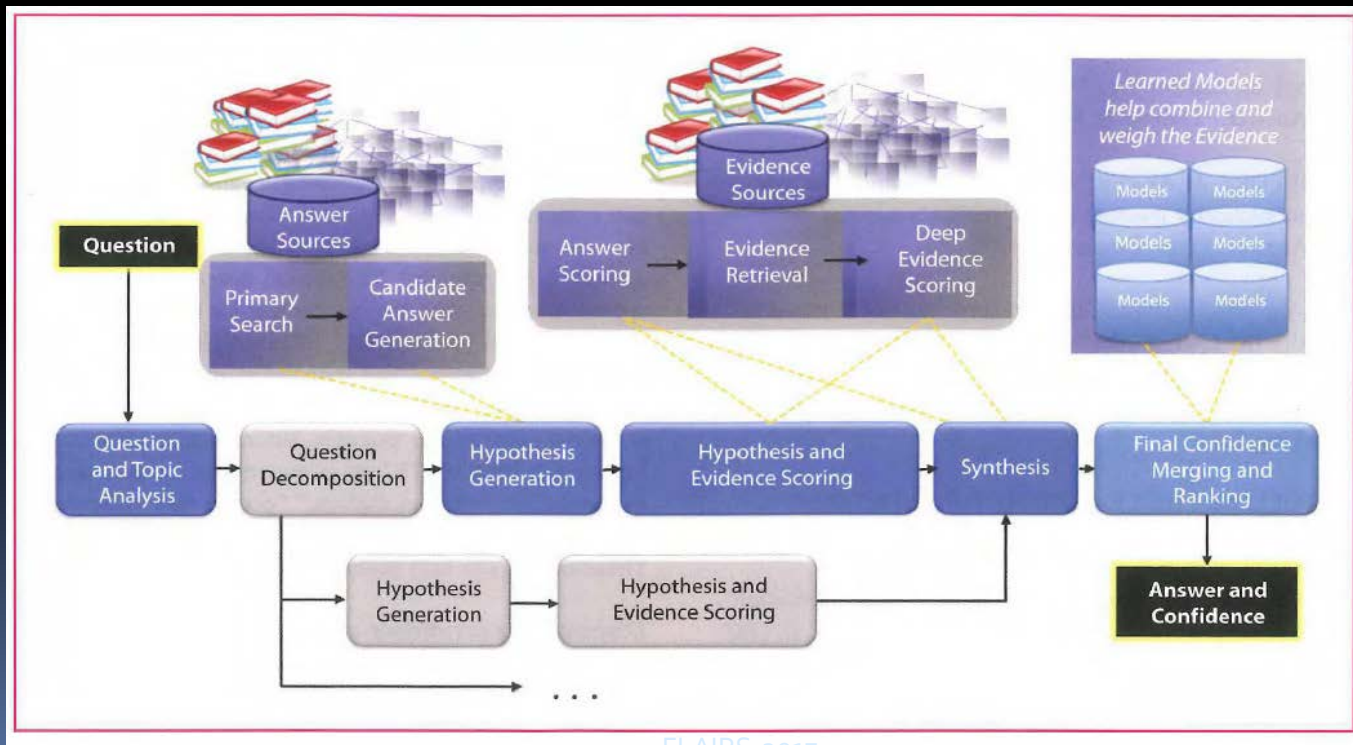 Learned Models
help combine and
weigh the Evidence
Models
Models
Models
Models
Models
Models
Answer
Sources
Evidence
Sources
Question
Primary
Search
Candidate
Answer
Generation
Answer
Scoring
Evidence
Retrieval
Deep
Evidence
Scoring
Question
and Topic
Analysis
Question
Decomposition
Hypothesis
Generation
Hypothesis and
Evidence Scoring
Synthesis
Final Confidence
Merging and
Ranking
Hypothesis
Generation
Hypothesis and
Evidence Scoring
Answer and
Confidence
. . .